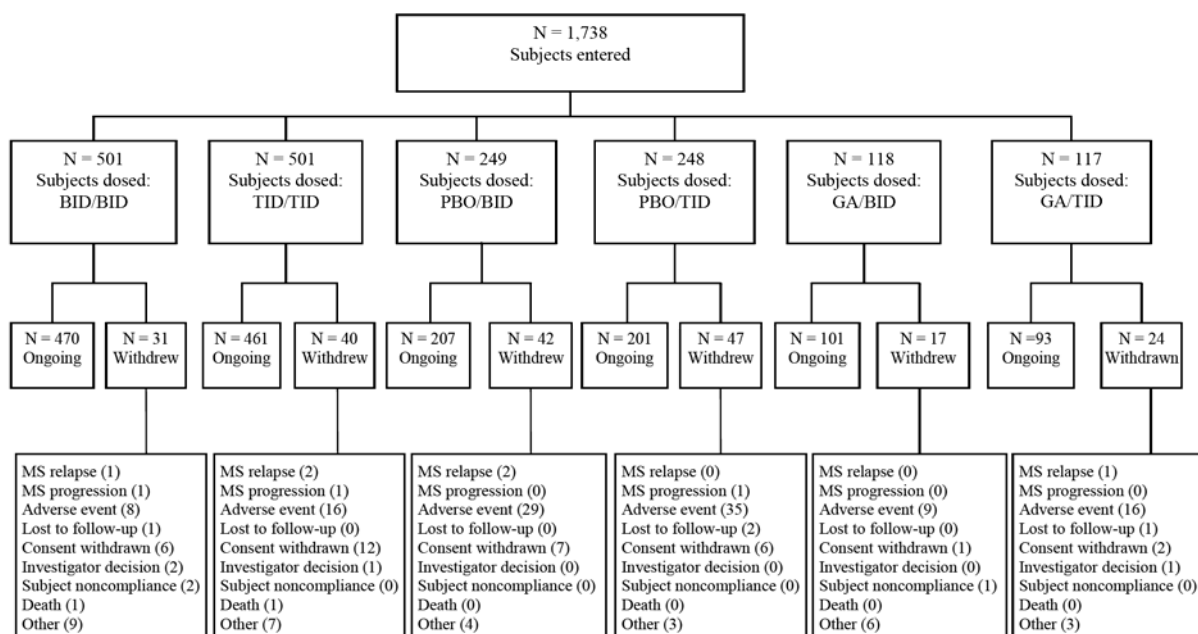 N = 1,738
Subjects entered
N = 501
Subjects dosed:
BID/BID
N = 501
Subjects dosed:
TID/TID
N = 249
Subjects dosed:
PBO/BID
N = 248
Subjects dosed:
PBO/TID
N = 118
Subjects dosed:
GA/BID
N = 117
Subjects dosed:
GA/TID
N = 470
Ongoing
N = 31
Withdrew
N = 461
Ongoing
N = 40
Withdrew
N = 207
Ongoing
N = 42
Withdrew
N = 201
Ongoing
N = 47
Withdrew
N = 101
Ongoing
N = 17
Withdrew
N =93
Ongoing
N = 24
Withdrawn
MS relapse (1)
MS progression (1)
Adverse event (8)
Lost to follow-up (1)
Consent withdrawn (6)
Investigator decision (2)
Subject noncompliance (2)
Death (1)
Other (9)
MS relapse (2)
MS progression (1)
Adverse event (16)
Lost to follow-up (0)
Consent withdrawn (12)
Investigator decision (1)
Subject noncompliance (0)
Death (1)
Other (7)
MS relapse (2)
MS progression (0)
Adverse event (29)
Lost to follow-up (0)
Consent withdrawn (7)
Investigator decision (0)
Subject noncompliance (0)
Death (0)
Other (4)
MS relapse (0)
MS progression (1)
Adverse event (35)
Lost to follow-up (2)
Consent withdrawn (6)
Investigator decision (0)
Subject noncompliance (0)
Death (0)
Other (3)
MS relapse (0)
MS progression (0)
Adverse event (9)
Lost to follow-up (0)
Consent withdrawn (1)
Investigator decision (0)
Subject noncompliance (1)
Death (0)
Other (6)
MS relapse (1)
MS progression (0)
Adverse event (16)
Lost to follow-up (1)
Consent withdrawn (2)
Investigator decision (1)
Subject noncompliance (0)
Death (0)
Other (3)